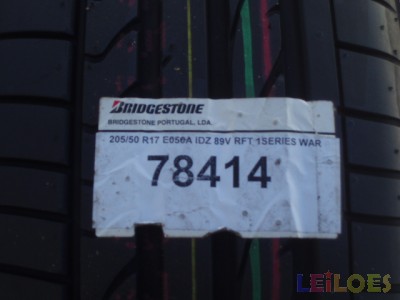 BRIDGESTONE
BRIDGESTONE PORTUGAL, LDA
205/50 R17 E050A IDZ 89V RFT 1SERIES WAR
78414
LEILOES